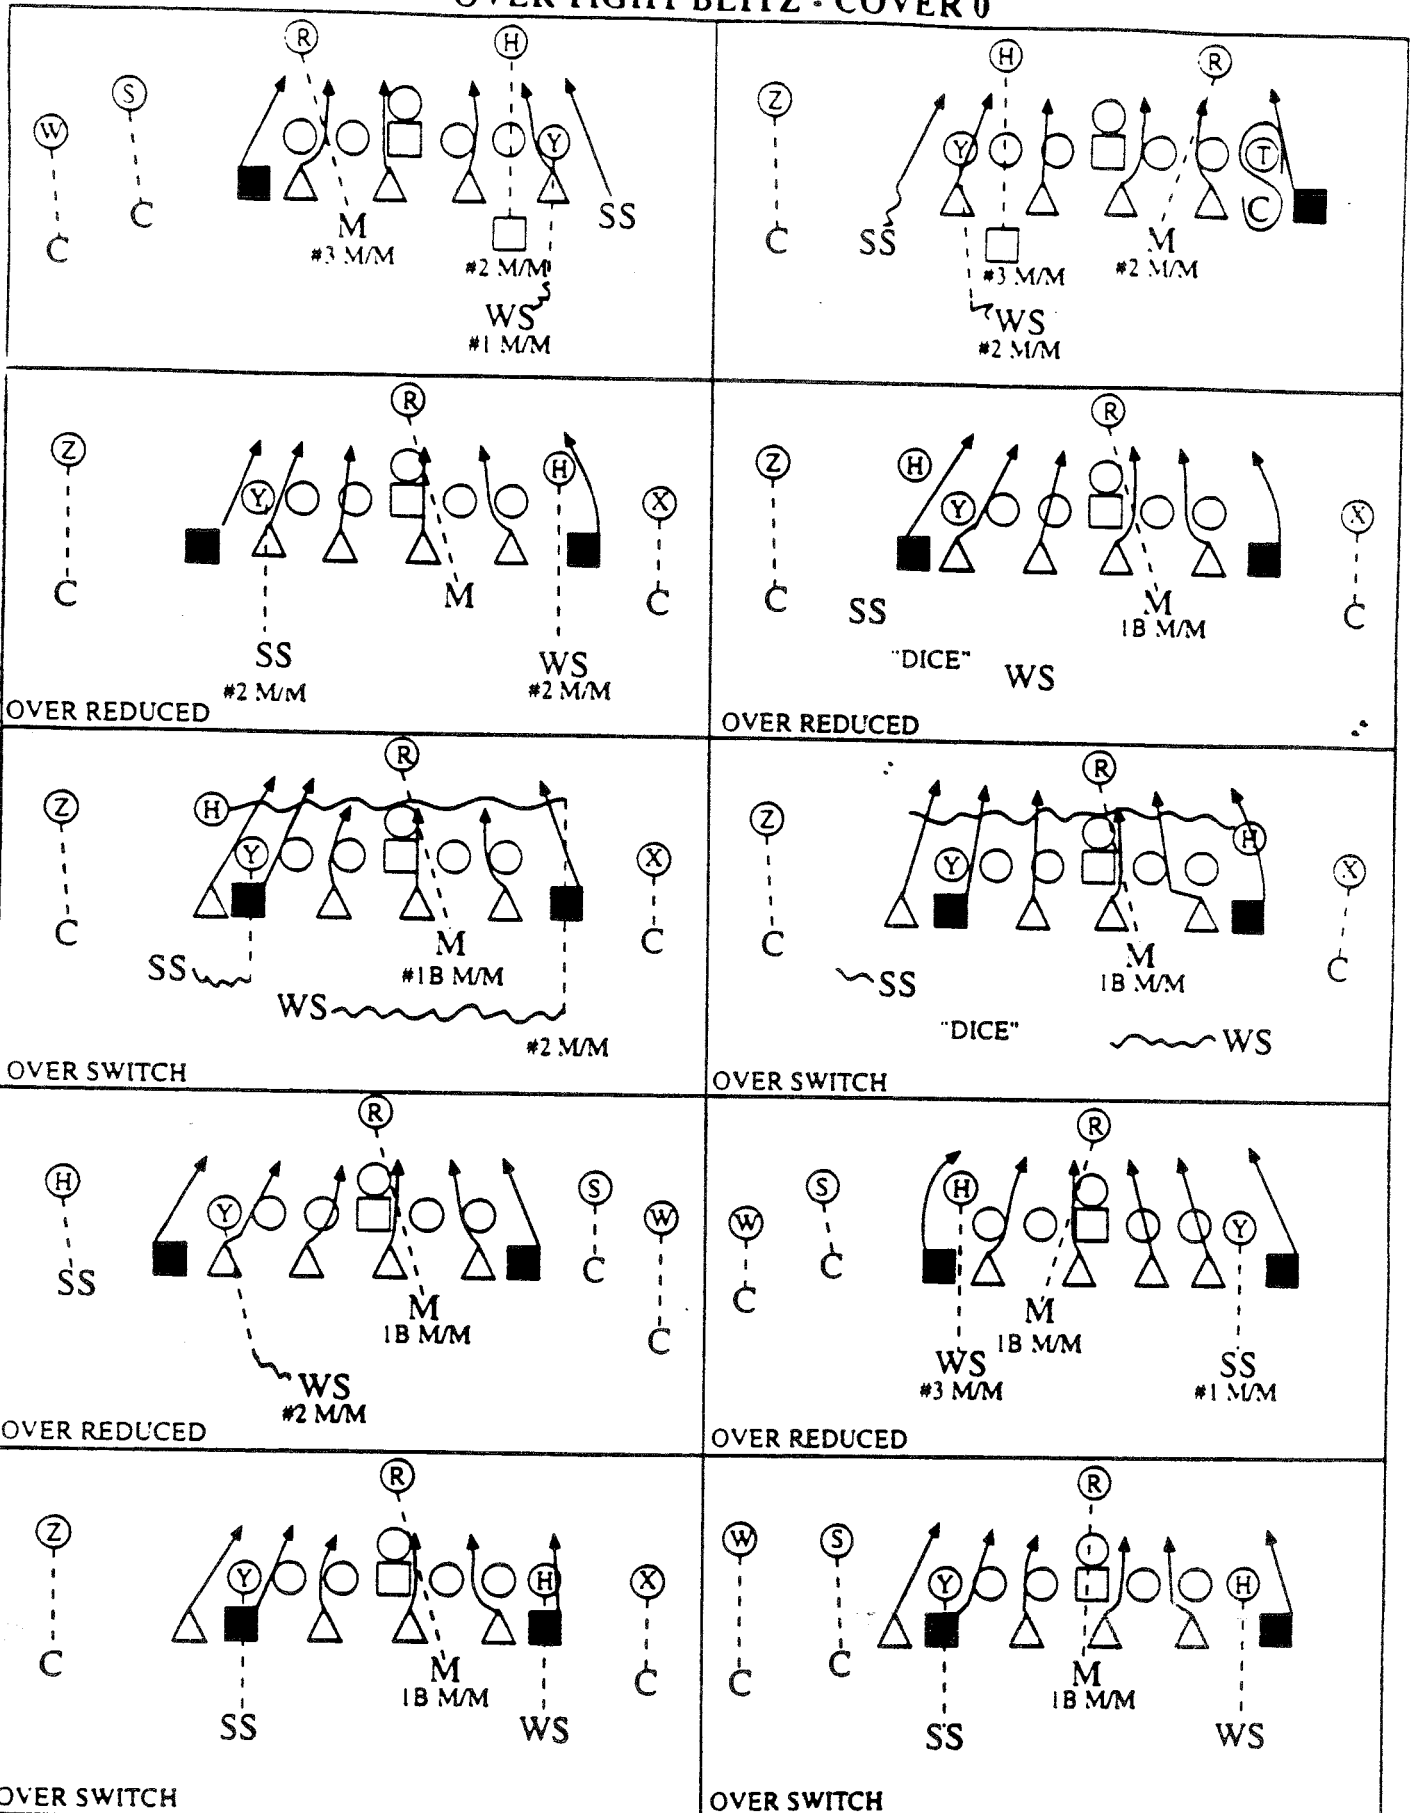 OVER TIGHT BLITZ - COVER 0
R H
S
W
Y
C C M SS
#3 M/M #2 M/M
WS
#1 M/M
H R
Z
Y T
C SS M C
#3 M/M #2 M/M
WS
#2 M/M
R
Z H
Y X
C M C
SS WS
#2 M/M #2 M/M
OVER REDUCED
R
Z H
Y X
C SS M C
1B M/M
"DICE" WS
OVER REDUCED
R
Z H
Y X
C M C
SS #1B M/M
WS
#2 M/M
OVER SWITCH
R
Z H
Y X
C M C
SS 1B M/M
"DICE" WS
OVER SWITCH
R
H S
Y W
SS C
M
1B M/M C
WS
#2 M/M
OVER REDUCED
R
S H
W Y
C
C M
1B M/M
WS SS
#3 M/M #1 M/M
OVER REDUCED
R
Z
Y H X
C M C
1B M/M
SS WS
OVER SWITCH
R
W S
Y H
C C M
1B M/M
SS WS
OVER SWITCH